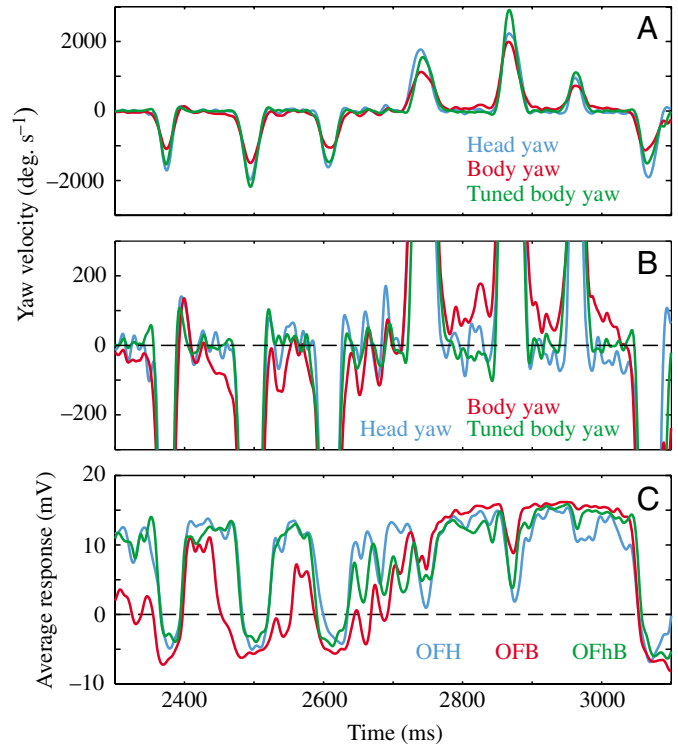 A
2000
0
−2000
Head yaw
Body yaw
Tuned body yaw
Yaw velocity (deg. s−1)
B
200
0
−200
Body yaw
Head yaw
Tuned body yaw
C
20
10
0
−10
Average response (mV)
OFH
OFB
OFhB
2400
2600
2800
3000
Time (ms)